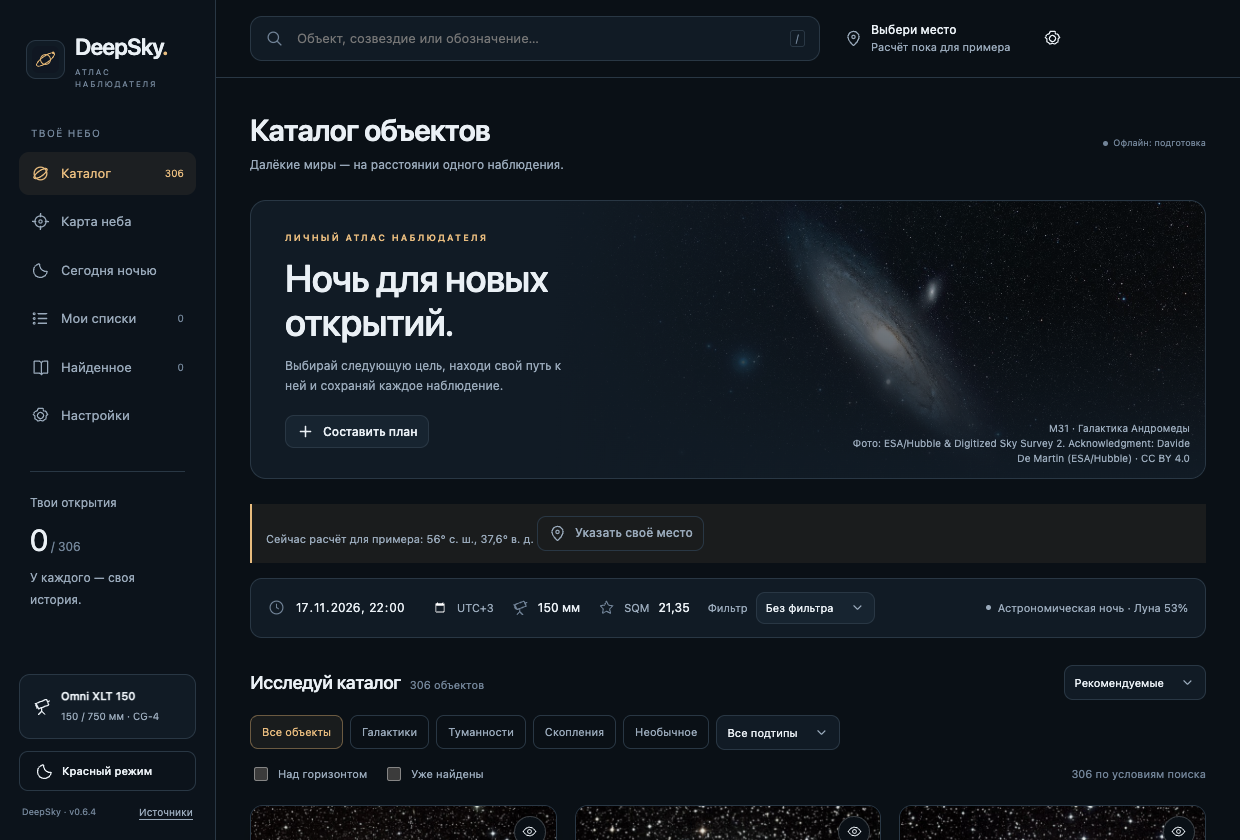 DeepSky.
АТЛАС
НАБЛЮДАТЕЛЯ
ТВОЁ НЕБО
Каталог 306
Карта неба
Сегодня ночью
Мои списки 0
Найденное 0
Настройки
Твои открытия
0 / 306
У каждого — своя
история.
Omni XLT 150
150 / 750 мм · CG-4
Красный режим
DeepSky · v0.6.4 Источники
Объект, созвездие или обозначение... /
Выбери место
Расчёт пока для примера
Каталог объектов
Далёкие миры — на расстоянии одного наблюдения.
Офлайн: подготовка
ЛИЧНЫЙ АТЛАС НАБЛЮДАТЕЛЯ
Ночь для новых
открытий.
Выбирай следующую цель, находи свой путь к
ней и сохраняй каждое наблюдение.
Составить план
M31 · Галактика Андромеды
Фото: ESA/Hubble & Digitized Sky Survey 2. Acknowledgment: Davide
De Martin (ESA/Hubble) · CC BY 4.0
Сейчас расчёт для примера: 56° с. ш., 37,6° в. д. Указать своё место
17.11.2026, 22:00 UTC+3 150 мм SQM 21,35 Фильтр Без фильтра Астрономическая ночь · Луна 53%
Исследуй каталог 306 объектов Рекомендуемые
Все объекты Галактики Туманности Скопления Необычное Все подтипы
Над горизонтом Уже найдены 306 по условиям поиска